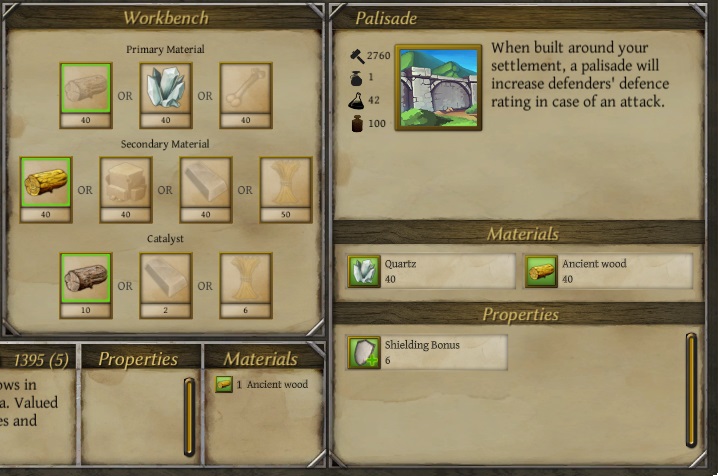 Workbench
Primary Material
OR
OR
40
40
40
Secondary Material
OR
OR
OR
40
40
40
50
Catalyst
OR
OR
10
2
6
1395 (5)
ows in
a. Valued
es and
Properties
Materials
1 Ancient wood
Palisade
2760
1
42
100
When built around your
settlement, a palisade will
increase defenders' defence
rating in case of an attack.
Materials
Quartz
40
Ancient wood
40
Properties
Shielding Bonus
6